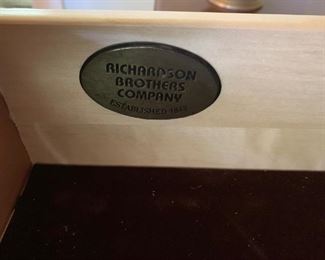 RICHARDSON
BROTHERS
COMPANY
ESTABLISHED 1848